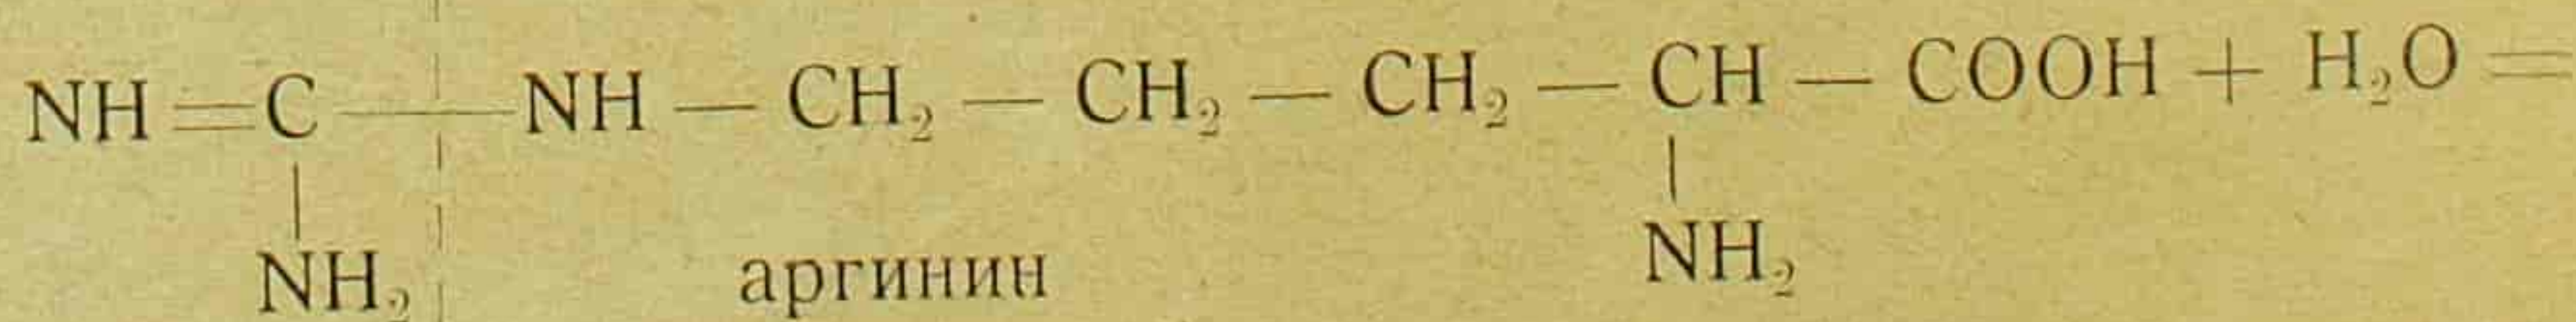 NH=C—NH—CH₂—CH₂—CH₂—CH—COOH + H₂O =
NH₂ аргинин NH₂